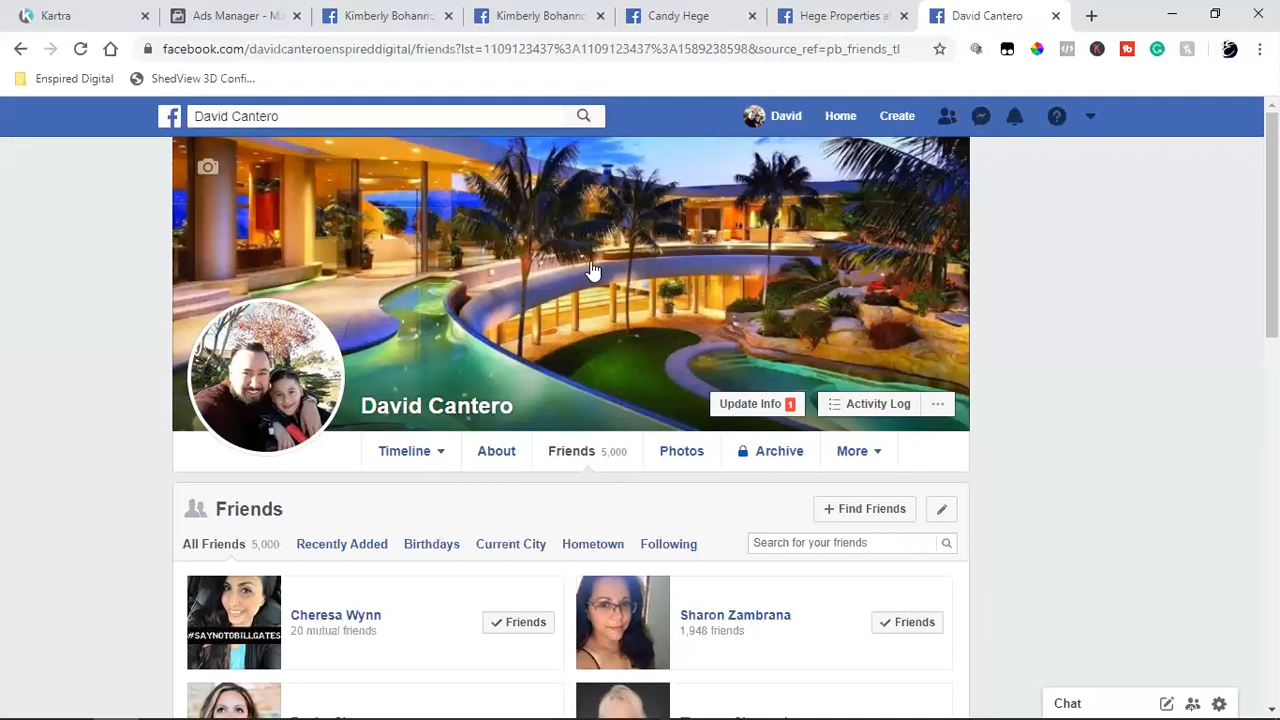 Kartra
Ads Manager - Ma
Kimberly Bohanno
Kimberly Bohanno
Candy Hege
Hege Properties a
David Cantero
facebook.com/davidcanteroenspireddigital/friends?lst=1109123437%3A1109123437%3A1589238598&source_ref=pb_friends_tl
Enspired Digital
ShedView 3D Confi...
David Cantero
David
Home
Create
David Cantero
Update Info 1
Activity Log
Timeline
About
Friends 5,000
Photos
Archive
More
Friends
+ Find Friends
All Friends 5,000
Recently Added
Birthdays
Current City
Hometown
Following
Search for your friends
#SAYNOTOBILLGATES
Cheresa Wynn
20 mutual friends
Friends
Sharon Zambrana
1,948 friends
Friends
Chat